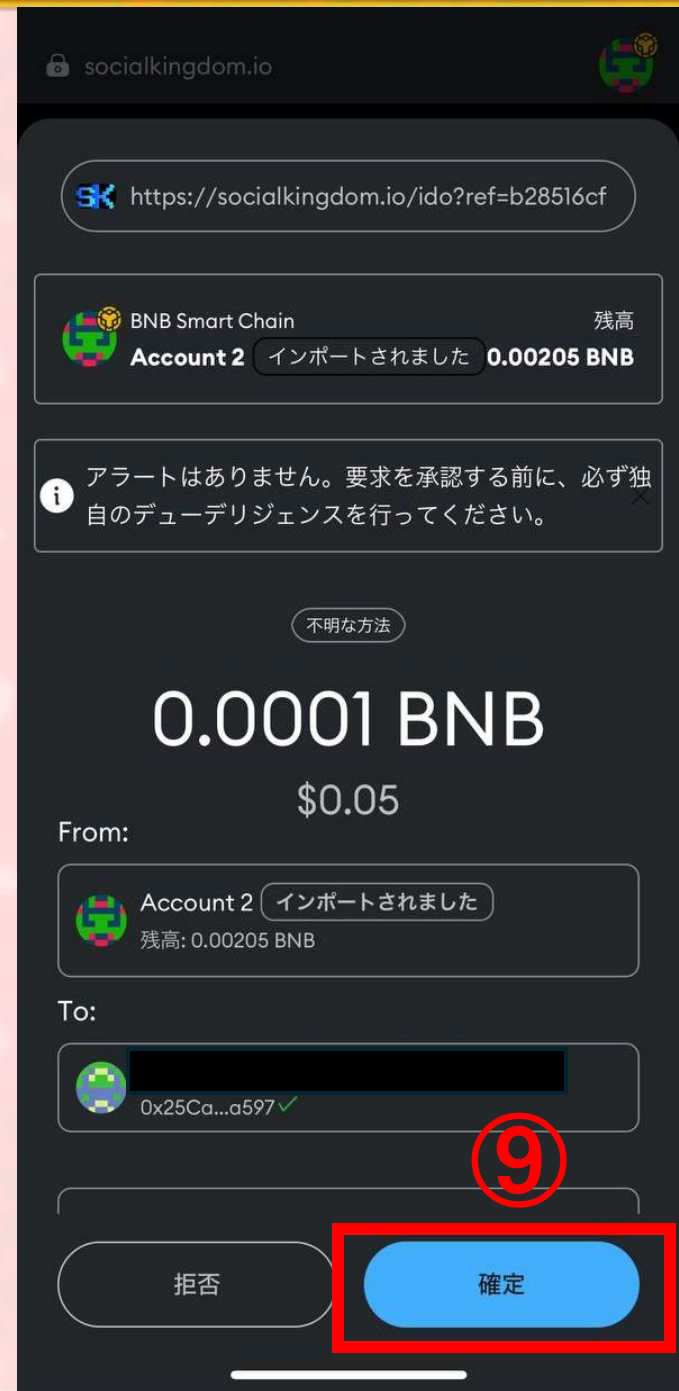 socialkingdom.io
SK https://socialkingdom.io/ido?ref=b28516cf
BNB Smart Chain 残高
Account 2 インポートされました 0.00205 BNB
アラートはありません。要求を承認する前に、必ず独
自のデューデリジェンスを行ってください。
不明な方法
0.0001 BNB
$0.05
From:
Account 2 インポートされました
残高: 0.00205 BNB
To:
0x25Ca...a597
⑨
拒否 確定